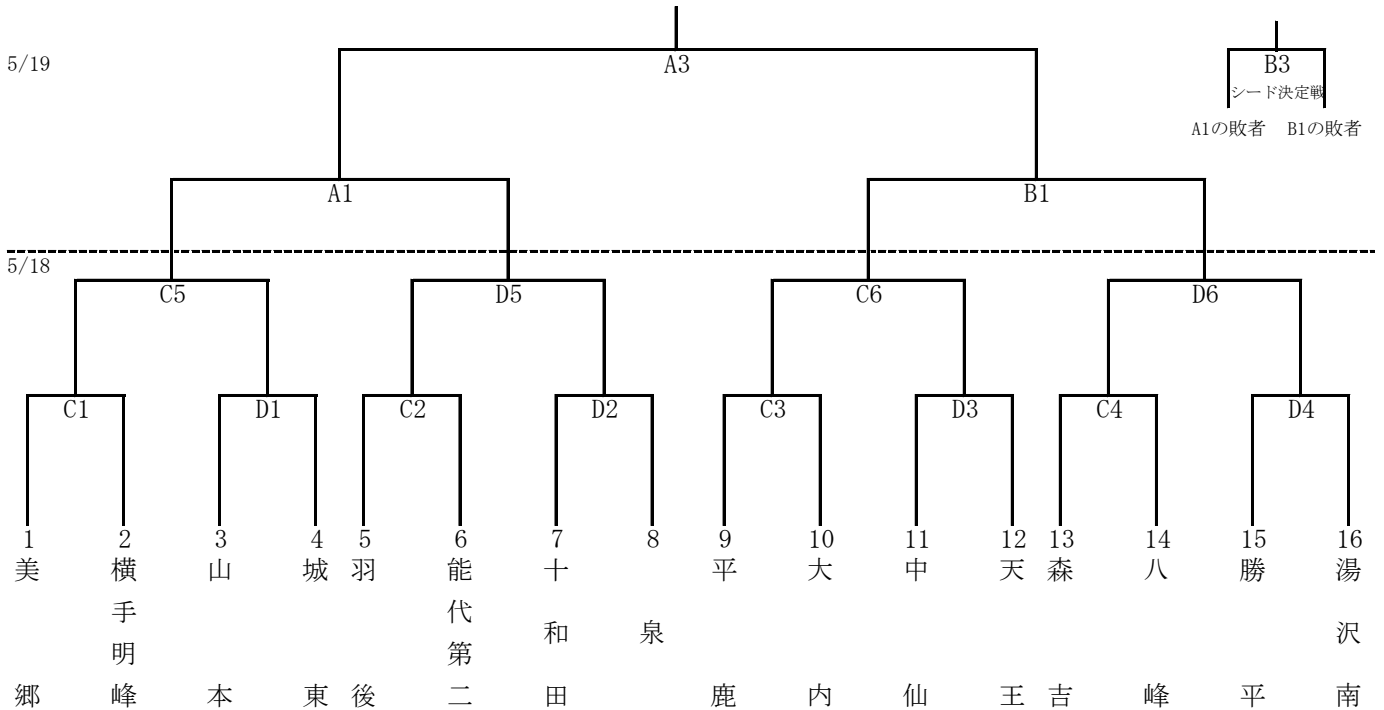 5/19
A3
B3
シード決定戦
A1の敗者 B1の敗者
A1
B1
5/18
C5
D5
C6
D6
C1
D1
C2
D2
C3
D3
C4
D4
1 2 3 4 5 6 7 8 9 10 11 12 13 14 15 16
美郷
横手明峰
山本
城東
羽後
能代第二
十和田
泉
平鹿
大内
中仙
天王
森吉
八峰
勝平
湯沢南